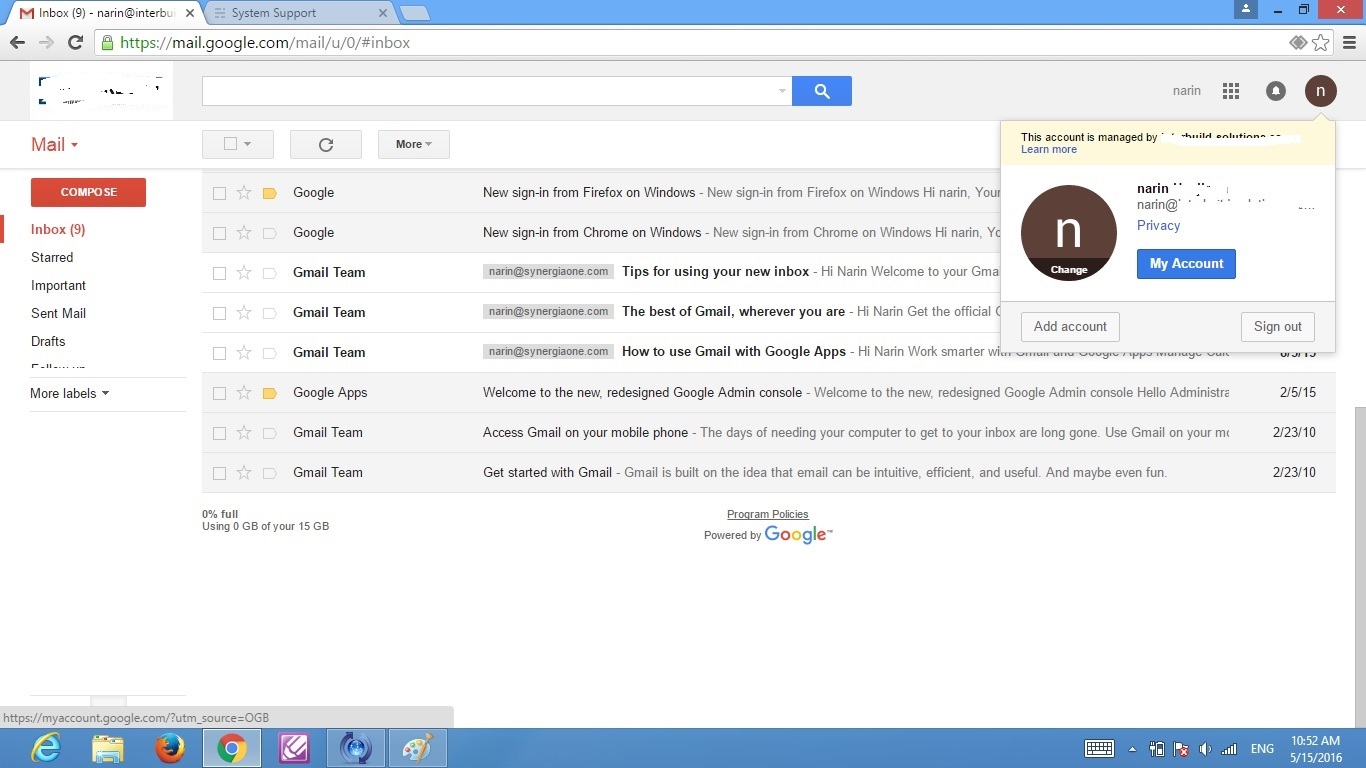 Inbox (9) - narin@interbu
System Support
https://mail.google.com/mail/u/0/#inbox
narin
n
Mail
More
This account is managed by
Learn more
n
Change
narin
narin@
Privacy
My Account
Add account
Sign out
COMPOSE
Inbox (9)
Starred
Important
Sent Mail
Drafts
More labels
Google New sign-in from Firefox on Windows - New sign-in from Firefox on Windows Hi narin, Your
Google New sign-in from Chrome on Windows - New sign-in from Chrome on Windows Hi narin, Yo
Gmail Team narin@synergiaone.com Tips for using your new inbox - Hi Narin Welcome to your Gma
Gmail Team narin@synergiaone.com The best of Gmail, wherever you are - Hi Narin Get the official
Gmail Team narin@synergiaone.com How to use Gmail with Google Apps - Hi Narin Work smarter with Gmail and Google Apps Manage
Google Apps Welcome to the new, redesigned Google Admin console - Welcome to the new, redesigned Google Admin console Hello Administra 2/5/15
Gmail Team Access Gmail on your mobile phone - The days of needing your computer to get to your inbox are long gone. Use Gmail on your mo 2/23/10
Gmail Team Get started with Gmail - Gmail is built on the idea that email can be intuitive, efficient, and useful. And maybe even fun. 2/23/10
0% full
Using 0 GB of your 15 GB
Program Policies
Powered by Google™
https://myaccount.google.com/?utm_source=OGB
ENG
10:52 AM
5/15/2016